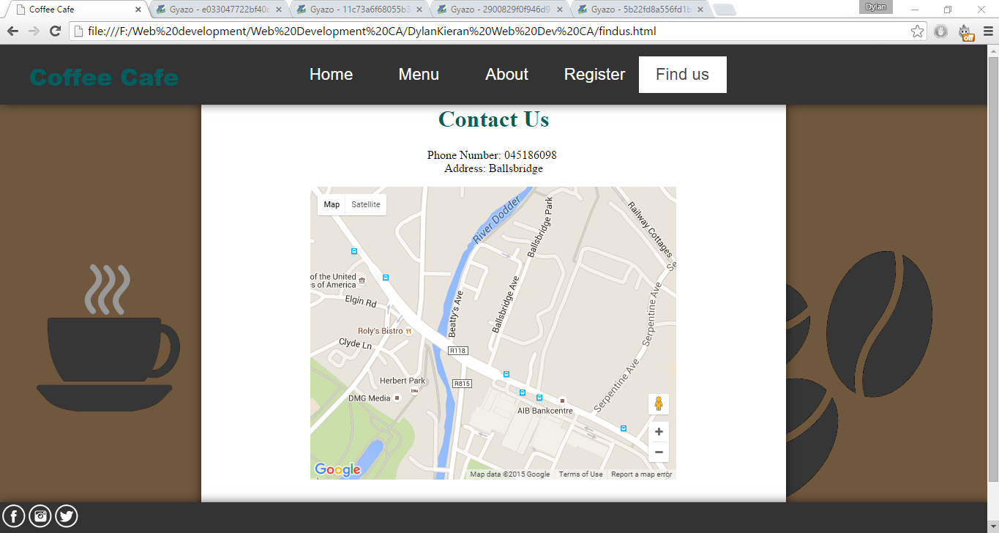 Coffee Cafe
Gyazo - e033047722bf40c
Gyazo - 11c73a6f68055b3
Gyazo - 2900829f0f946d9
Gyazo - 5b22fd8a556fd1b
Dylan
file:///F:/Web%20development/Web%20Development%20CA/DylanKieran%20Web%20Dev%20CA/findus.html
off
Coffee Cafe
Home
Menu
About
Register
Find us
Contact Us
Phone Number: 045186098
Address: Ballsbridge
Map
Satellite
River Dodder
Ballsbridge Park
Railway Cottages
Se
of the United
es of America
Elgin Rd
Beatty's Ave
Ballsbridge Ave
Serpentine Ave
Roly's Bistro
Clyde Ln
R118
Herbert Park
R815
Serpentine Ave
DMG Media
AIB Bankcentre
+
−
Google
Map data ©2015 Google
Terms of Use
Report a map error